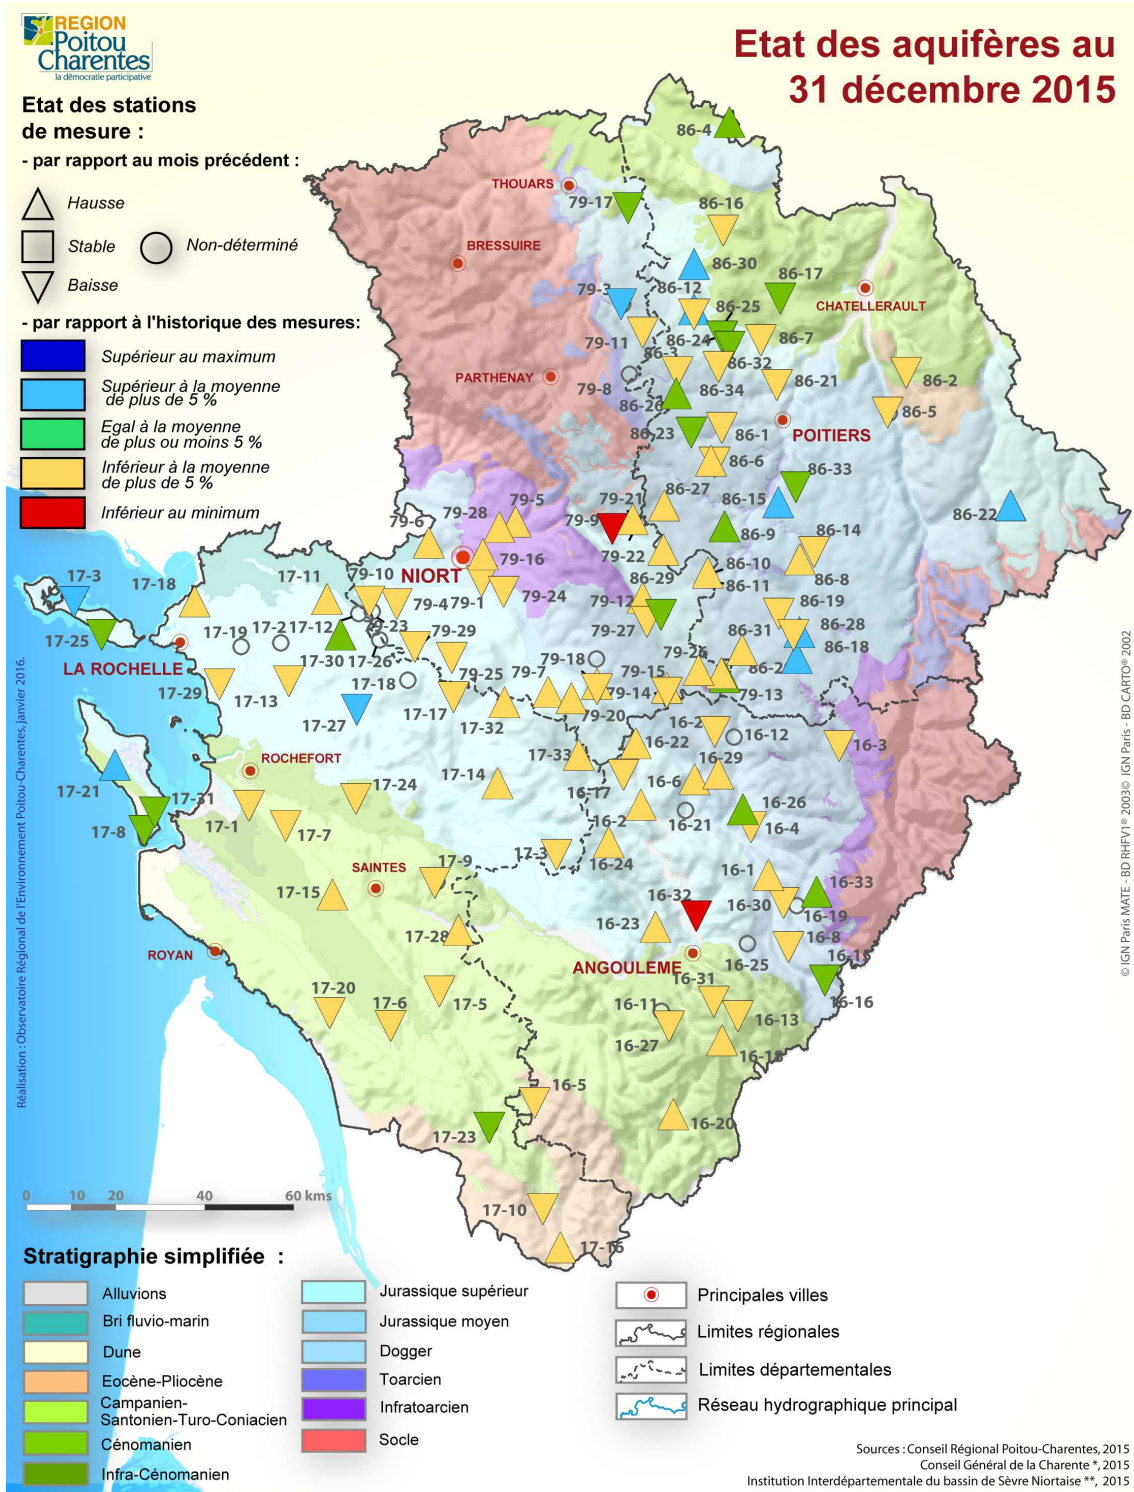 REGION
Poitou
Charentes
la démocratie participative
Etat des aquifères au
31 décembre 2015
Etat des stations
de mesure :
- par rapport au mois précédent :
Hausse
Stable
Non-déterminé
Baisse
- par rapport à l'historique des mesures:
Supérieur au maximum
Supérieur à la moyenne
de plus de 5 %
Egal à la moyenne
de plus ou moins 5 %
Inférieur à la moyenne
de plus de 5 %
Inférieur au minimum
86-4
THOUARS
79-17
86-16
BRESSUIRE
86-30
86-17
79-3
86-12
86-25
CHATELLERAULT
79-11
86-24
86-7
86-3
86-32
PARTHENAY
79-8
86-34
86-21
86-2
86-26
86-5
86-23
86-1
POITIERS
86-6
86-33
86-27
86-15
79-5
79-21
79-28
79-9
86-22
79-6
86-9
86-14
79-16
79-22
NIORT
86-10
17-3
17-18
17-11
79-10
86-29
86-11
86-8
79-4
79-1
79-24
79-12
86-19
17-25
17-19
17-2
17-12
79-23
79-29
79-27
86-31
86-28
86-18
LA ROCHELLE
17-30
17-26
79-18
79-26
86-2
17-29
17-13
17-18
79-25
79-7
79-15
79-14
79-13
17-27
17-17
17-32
79-20
16-2
16-12
16-3
ROCHEFORT
17-33
16-22
16-29
17-21
17-24
17-14
16-17
16-6
17-31
16-26
17-8
17-1
17-7
16-2
16-21
16-4
SAINTES
17-9
17-3
16-24
16-1
16-33
17-15
16-32
16-30
16-19
17-28
16-23
16-8
ROYAN
ANGOULEME
16-25
16-1
17-20
17-6
17-5
16-31
16-16
16-11
16-13
16-27
16-18
16-5
17-23
16-20
17-10
17-16
0 10 20 40 60 kms
Réalisation : Observatoire Régional de l'Environnement Poitou-Charentes, janvier 2016.
© IGN Paris MATE - BD RHFV1® 2003© IGN Paris - BD CARTO® 2002
Stratigraphie simplifiée :
Alluvions
Bri fluvio-marin
Dune
Eocène-Pliocène
Campanien-
Santonien-Turo-Coniacien
Cénomanien
Infra-Cénomanien
Jurassique supérieur
Jurassique moyen
Dogger
Toarcien
Infratoarcien
Socle
Principales villes
Limites régionales
Limites départementales
Réseau hydrographique principal
Sources : Conseil Régional Poitou-Charentes, 2015
Conseil Général de la Charente *, 2015
Institution Interdépartementale du bassin de Sèvre Niortaise **, 2015